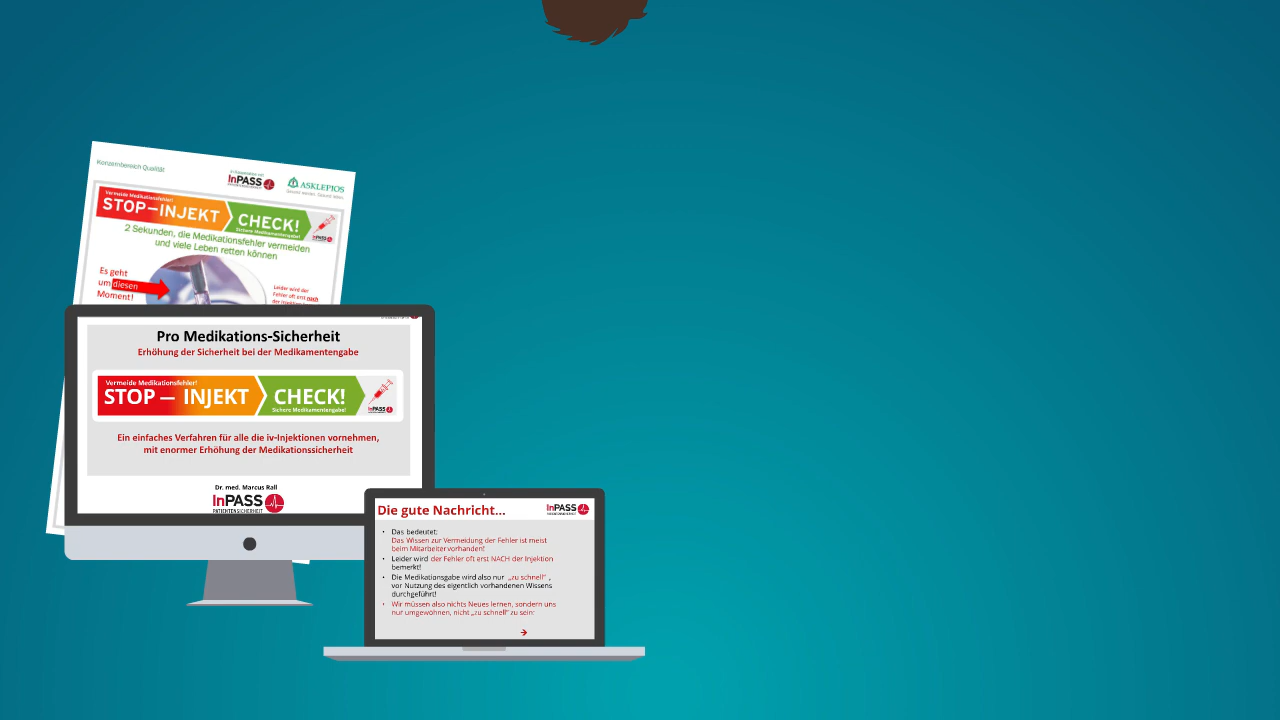 Konzernbereich Qualität
InPASS
ASKLEPIOS
Vermeide Medikationsfehler!
STOP–INJEKT
CHECK!
Sichere Medikamentengabe!
InPASS
2 Sekunden, die Medikationsfehler vermeiden
und viele Leben retten können
Es geht
um diesen
Moment!
Leider wird der
Fehler oft erst nach
Pro Medikations-Sicherheit
Erhöhung der Sicherheit bei der Medikamentengabe
Vermeide Medikationsfehler!
STOP – INJEKT
CHECK!
Sichere Medikamentengabe!
InPASS
Ein einfaches Verfahren für alle die iv-Injektionen vornehmen,
mit enormer Erhöhung der Medikationssicherheit
Dr. med. Marcus Rall
InPASS
PATIENTENSICHERHEIT
Die gute Nachricht...
InPASS
• Das bedeutet:
Das Wissen zur Vermeidung der Fehler ist meist
beim Mitarbeiter vorhanden!
• Leider wird der Fehler oft erst NACH der Injektion
bemerkt!
• Die Medikationsgabe wird also nur „zu schnell“ ,
vor Nutzung des eigentlich vorhandenen Wissens
durchgeführt!
• Wir müssen also nichts Neues lernen, sondern uns
nur umgewöhnen, nicht „zu schnell“ zu sein:
→